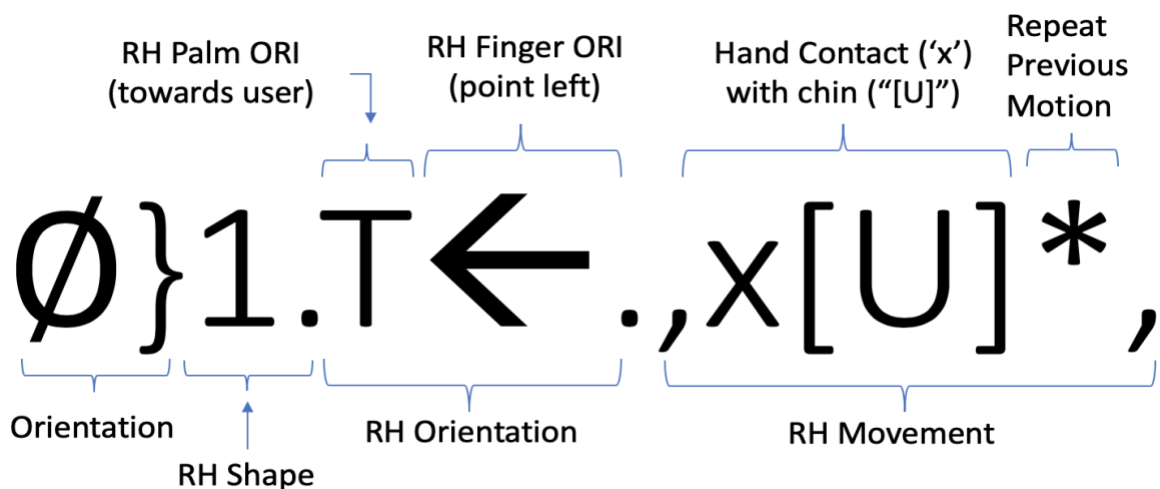 RH Palm ORI
(towards user)
RH Finger ORI
(point left)
Hand Contact (‘x’)
with chin (“[U]”)
Repeat
Previous
Motion
Ø}1.T←.,x[U]*,
Orientation
RH Shape
RH Orientation
RH Movement